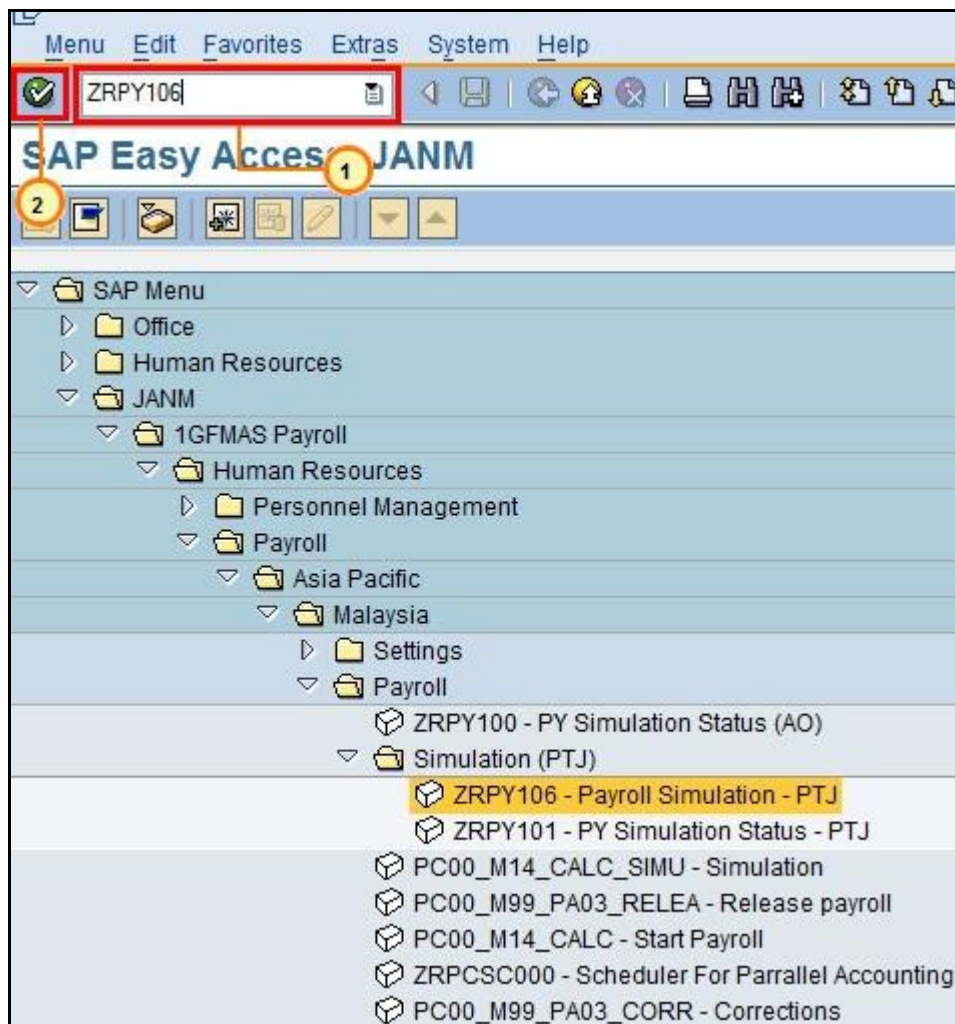 Menu Edit Favorites Extras System Help
ZRPY106
SAP Easy Access JANM
1
2
SAP Menu
Office
Human Resources
JANM
1GFMAS Payroll
Human Resources
Personnel Management
Payroll
Asia Pacific
Malaysia
Settings
Payroll
ZRPY100 - PY Simulation Status (AO)
Simulation (PTJ)
ZRPY106 - Payroll Simulation - PTJ
ZRPY101 - PY Simulation Status - PTJ
PC00_M14_CALC_SIMU - Simulation
PC00_M99_PA03_RELEA - Release payroll
PC00_M14_CALC - Start Payroll
ZRPCSC000 - Scheduler For Parrallel Accounting
PC00_M99_PA03_CORR - Corrections